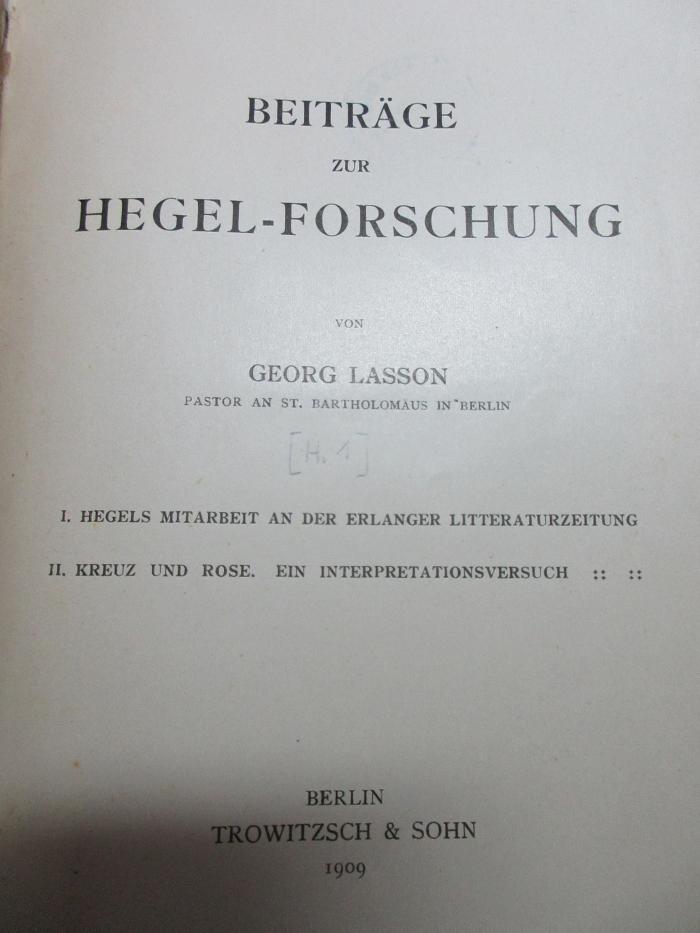 BEITRÄGE
ZUR
HEGEL-FORSCHUNG
VON
GEORG LASSON
PASTOR AN ST. BARTHOLOMÄUS IN BERLIN
[H. 1]
I. HEGELS MITARBEIT AN DER ERLANGER LITTERATURZEITUNG
II. KREUZ UND ROSE. EIN INTERPRETATIONSVERSUCH :: ::
BERLIN
TROWITZSCH & SOHN
1909